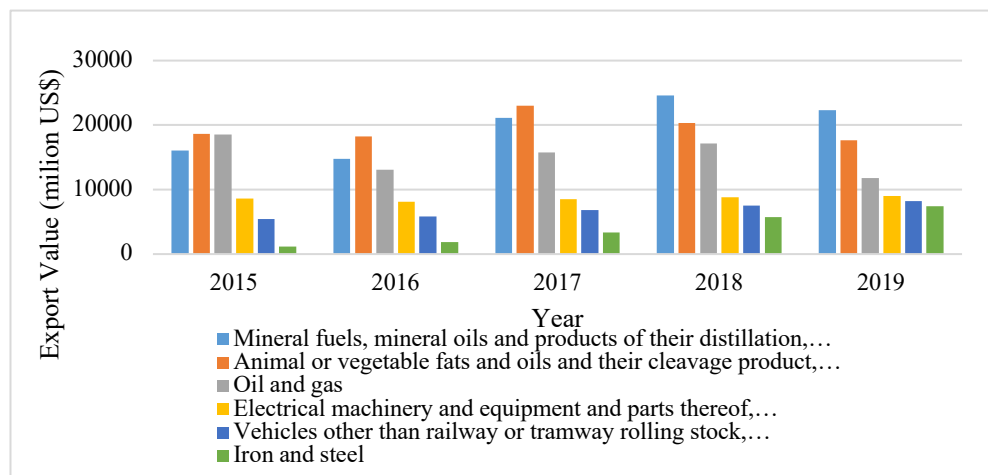 Export Value (milion US$)
30000
20000
10000
0
2015
2016
2017
2018
2019
Year
Mineral fuels, mineral oils and products of their distillation,…
Animal or vegetable fats and oils and their cleavage product,…
Oil and gas
Electrical machinery and equipment and parts thereof,…
Vehicles other than railway or tramway rolling stock,…
Iron and steel